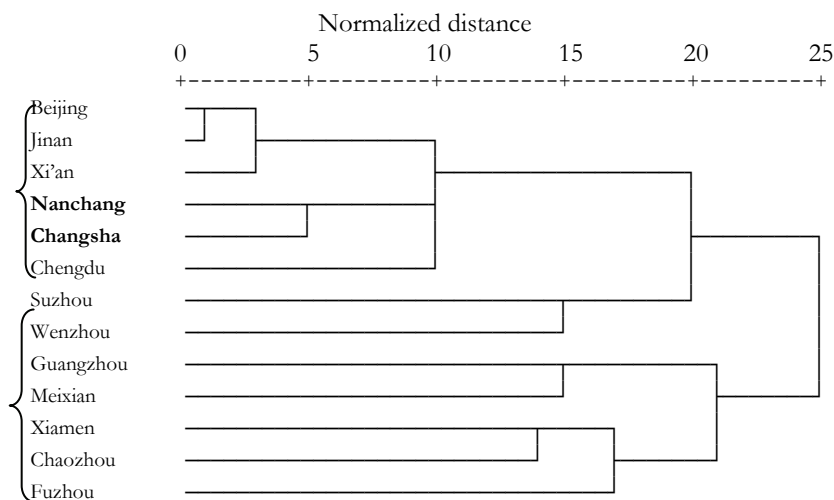 Normalized distance
0 5 10 15 20 25
Beijing
Jinan
Xi’an
Nanchang
Changsha
Chengdu
Suzhou
Wenzhou
Guangzhou
Meixian
Xiamen
Chaozhou
Fuzhou